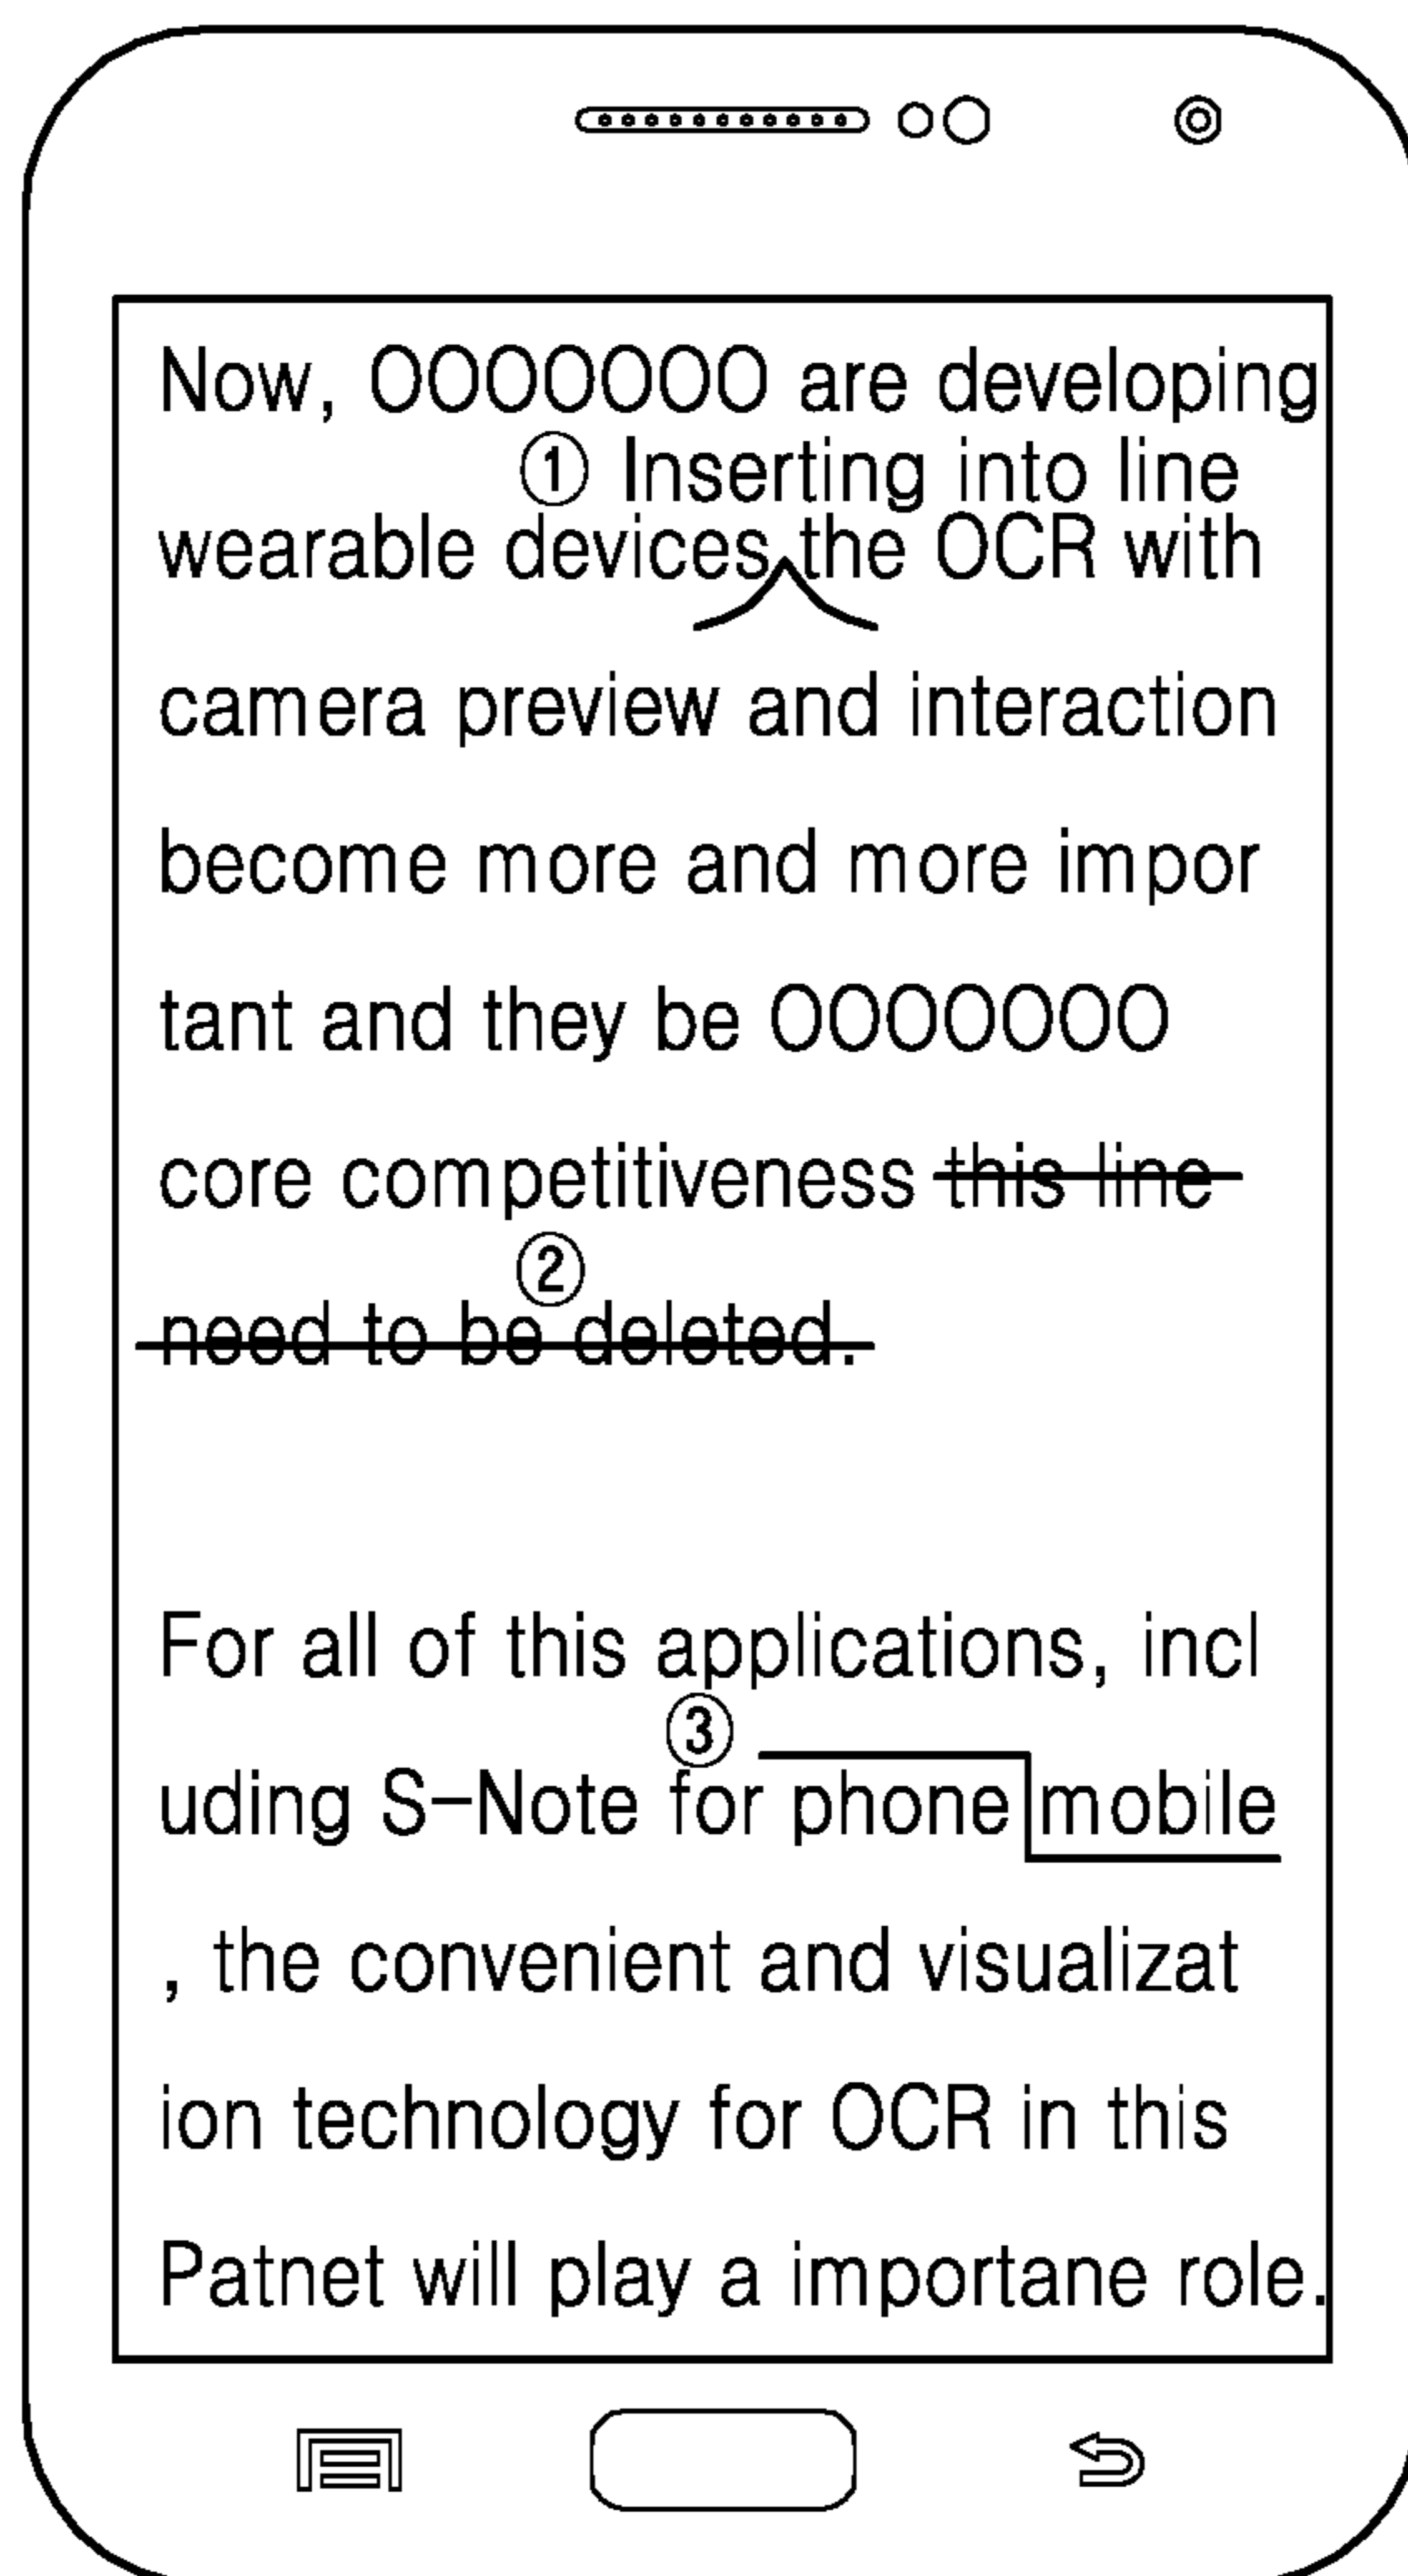 Now, OOOOOOO are developing
① Inserting into line
wearable devices the OCR with
camera preview and interaction
become more and more impor
tant and they be OOOOOOO
core competitiveness this line
②
need to be deleted.
For all of this applications, incl
③
uding S-Note for phone mobile
, the convenient and visualizat
ion technology for OCR in this
Patnet will play a importane role.